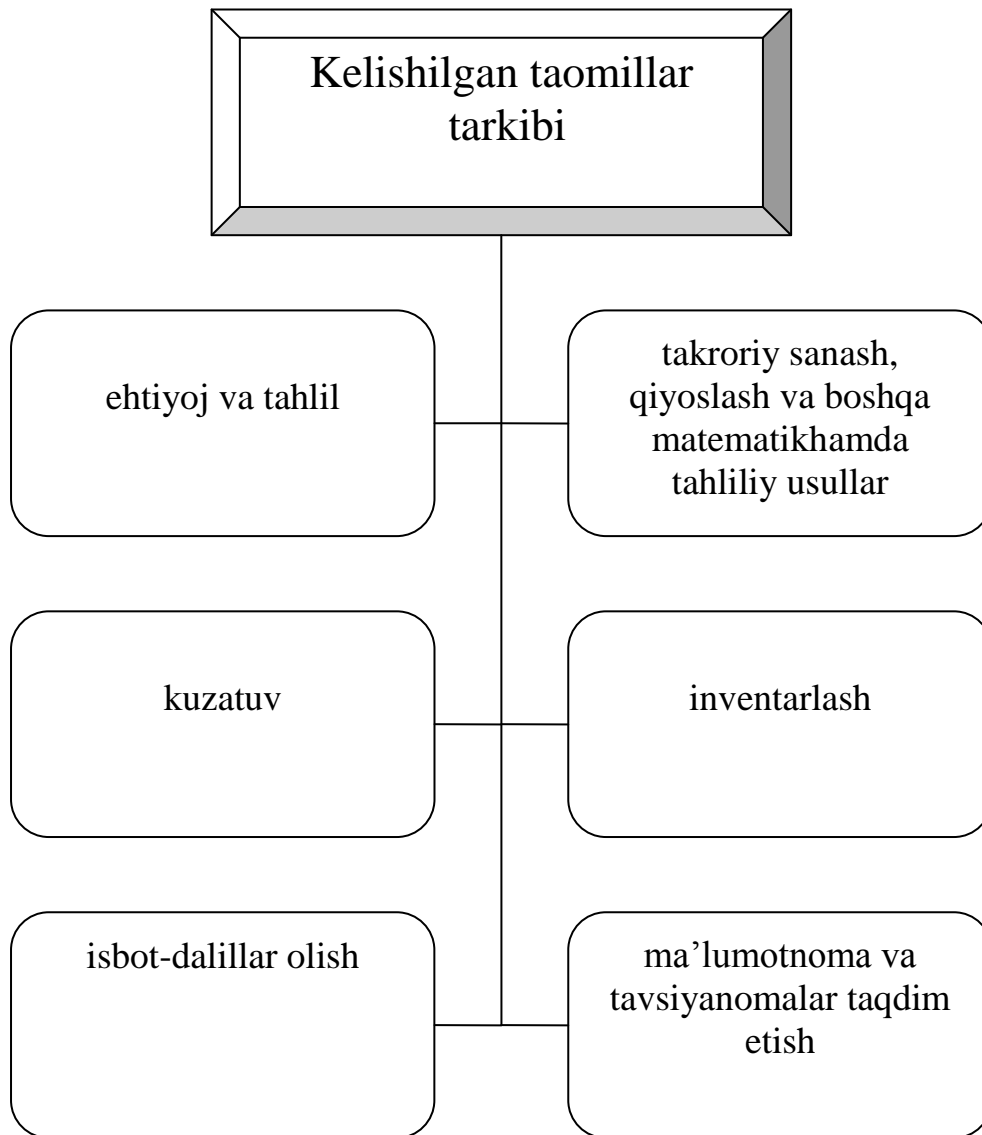 Kelishilgan taomillar
tarkibi
ehtiyoj va tahlil
takroriy sanash,
qiyoslash va boshqa
matematikhamda
tahliliy usullar
kuzatuv
inventarlash
isbot-dalillar olish
ma’lumotnoma va
tavsiyanomalar taqdim
etish